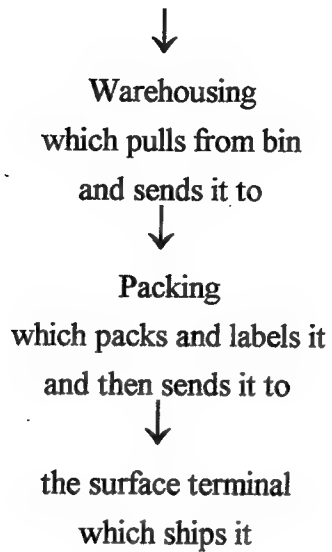 Warehousing
which pulls from bin
and sends it to
Packing
which packs and labels it
and then sends it to
the surface terminal
which ships it